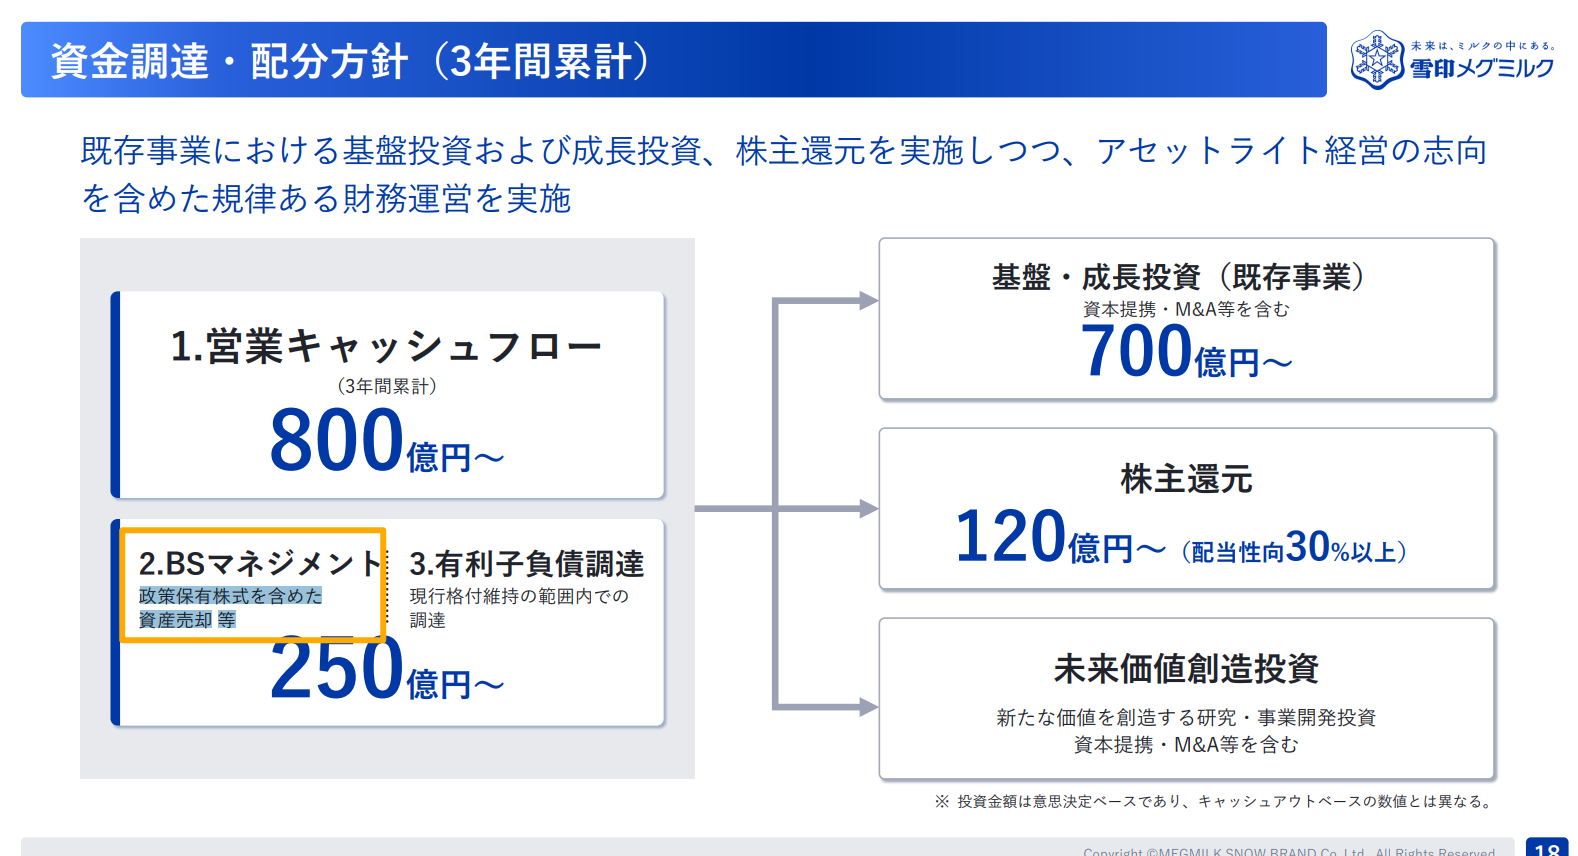 資金調達・配分方針（3年間累計）
未来は、ミルクの中にある。
雪印メグミルク
既存事業における基盤投資および成長投資、株主還元を実施しつつ、アセットライト経営の志向
を含めた規律ある財務運営を実施
1.営業キャッシュフロー
（3年間累計）
800億円～
2.BSマネジメント
政策保有株式を含めた
資産売却 等
3.有利子負債調達
現行格付維持の範囲内での
調達
250億円～
基盤・成長投資（既存事業）
資本提携・M&A等を含む
700億円～
株主還元
120億円～（配当性向30%以上）
未来価値創造投資
新たな価値を創造する研究・事業開発投資
資本提携・M&A等を含む
※ 投資金額は意思決定ベースであり、キャッシュアウトベースの数値とは異なる。
Copyright ©MEGMILK SNOW BRAND Co.,Ltd., All Rights Reserved.
18